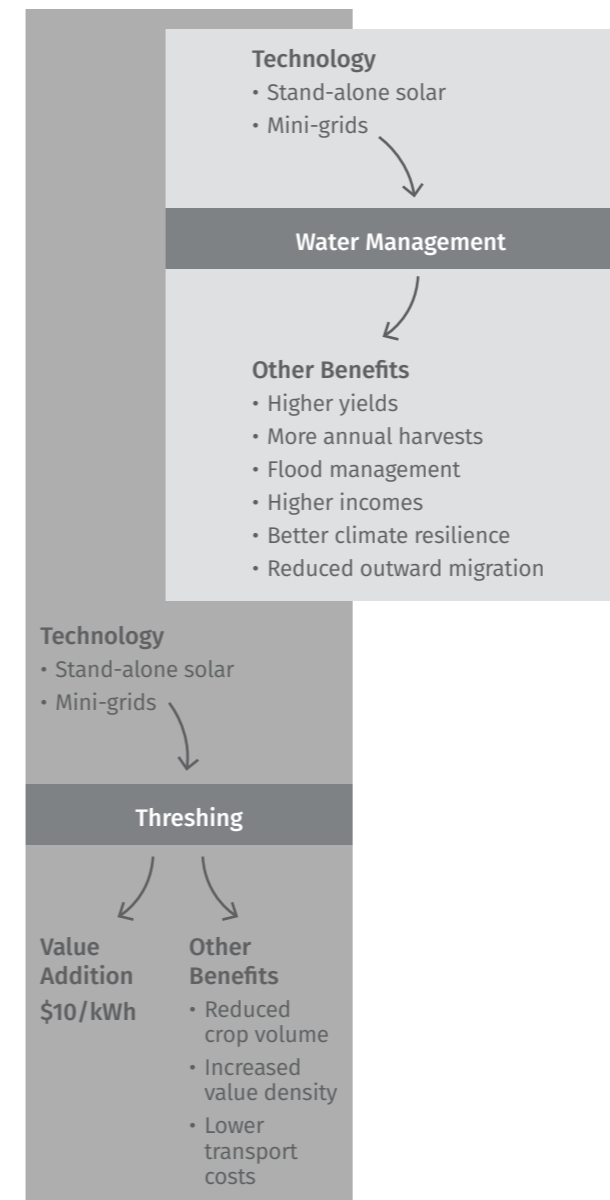 Technology
• Stand-alone solar
• Mini-grids
Water Management
Other Benefits
• Higher yields
• More annual harvests
• Flood management
• Higher incomes
• Better climate resilience
• Reduced outward migration
Technology
• Stand-alone solar
• Mini-grids
Threshing
Value
Addition
$10/kWh
Other
Benefits
• Reduced
crop volume
• Increased
value density
• Lower
transport
costs